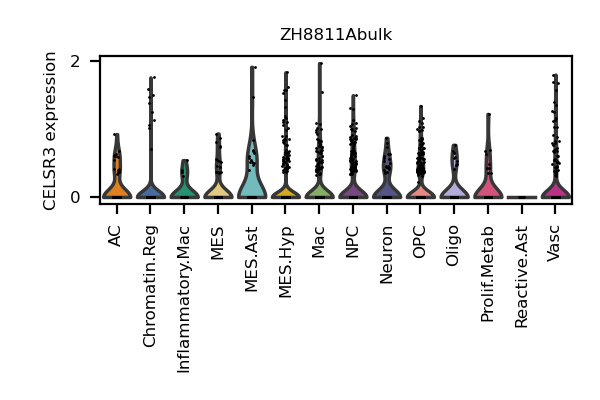 ZH8811Abulk
CELSR3 expression
2
0
AC
Chromatin.Reg
Inflammatory.Mac
MES
MES.Ast
MES.Hyp
Mac
NPC
Neuron
OPC
Oligo
Prolif.Metab
Reactive.Ast
Vasc